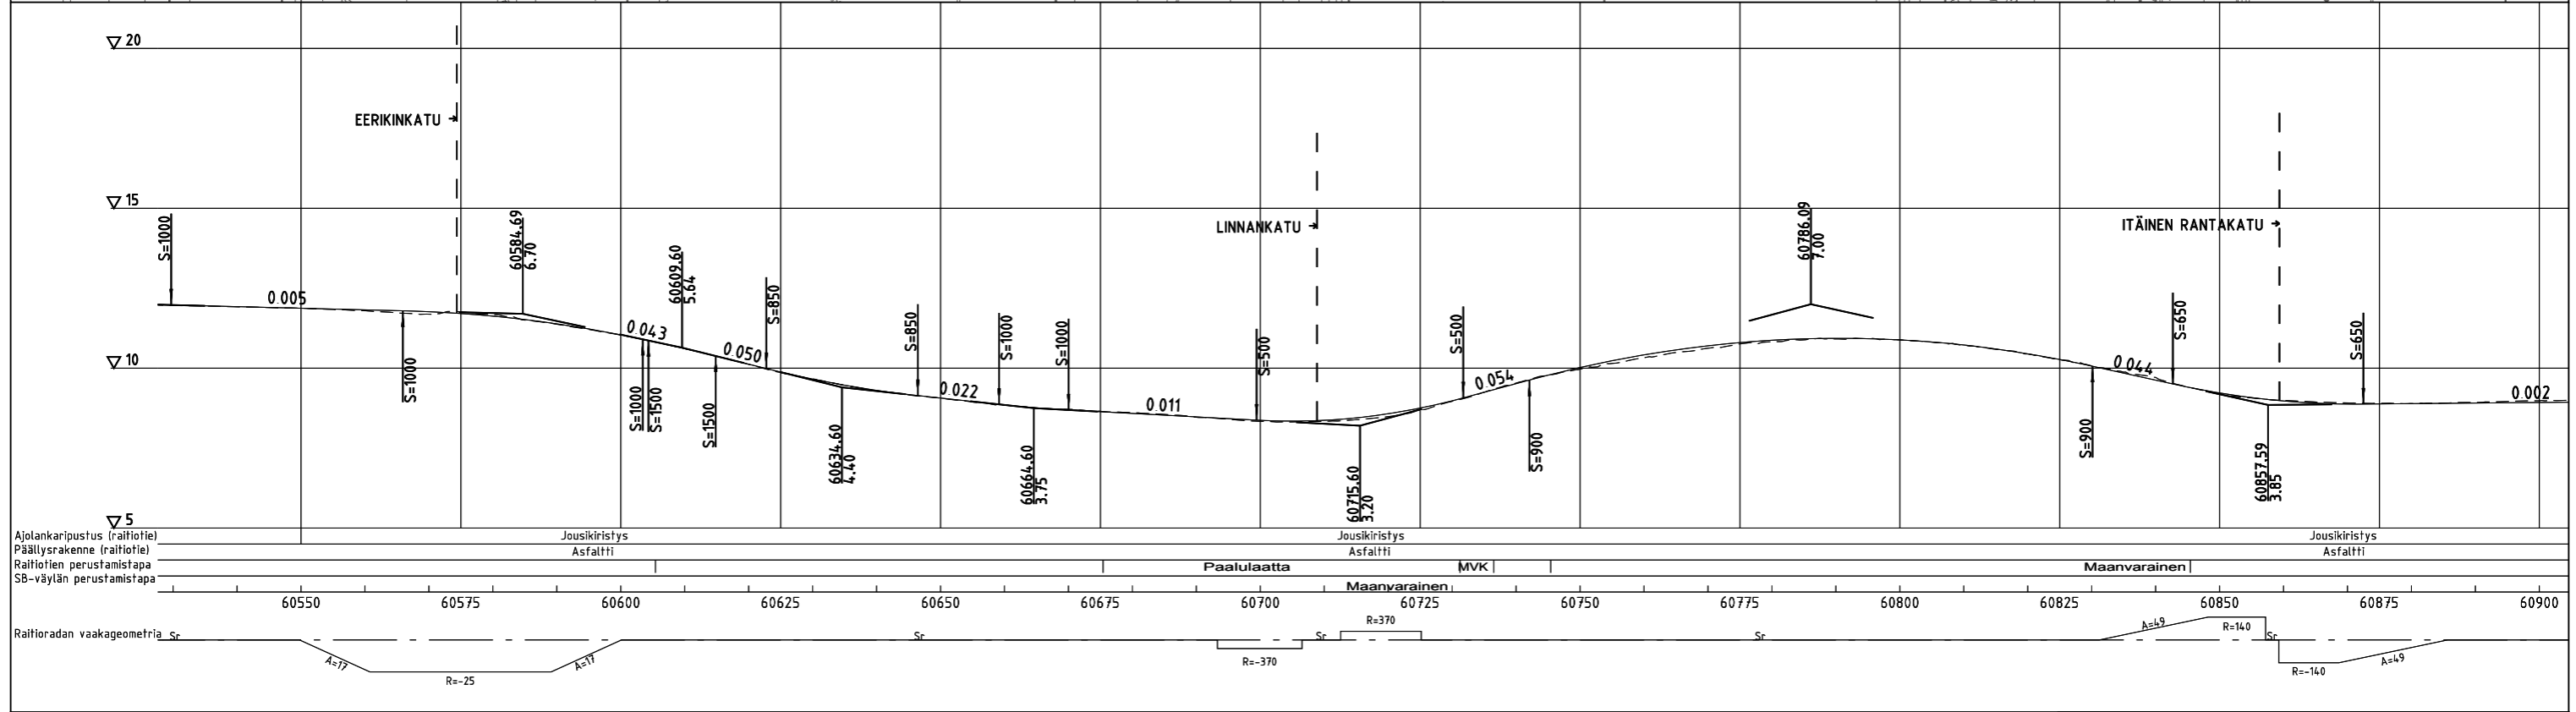 20
EERIKINKATU
15
LINNANKATU
ITÄINEN RANTAKATU
S=1000
60584.69
6.70
60609.60
5.64
60786.09
7.00
0.005
S=1000
0.043
S=1000
S=1500
0.050
S=1500
S=850
S=850
S=1000
S=1000
S=500
S=500
S=650
S=650
10
0.022
0.011
0.054
0.044
0.002
60634.60
4.40
60664.60
3.75
60715.60
3.20
S=900
S=900
60857.59
3.85
5
Ajolankaripustus (raitiotie) Jousikiristys Jousikiristys Jousikiristys
Päällysrakenne (raitiotie) Asfaltti Asfaltti Asfaltti
Raitiotien perustamistapa Paalulaatta MVK Maanvarainen
SB-väylän perustamistapa Maanvarainen
60550 60575 60600 60625 60650 60675 60700 60725 60750 60775 60800 60825 60850 60875 60900
Raitioradan vaakageometria Sr A=17 R=-25 A=17 Sr R=-370 Sr R=370 Sr A=49 R=140 Sr R=-140 A=49